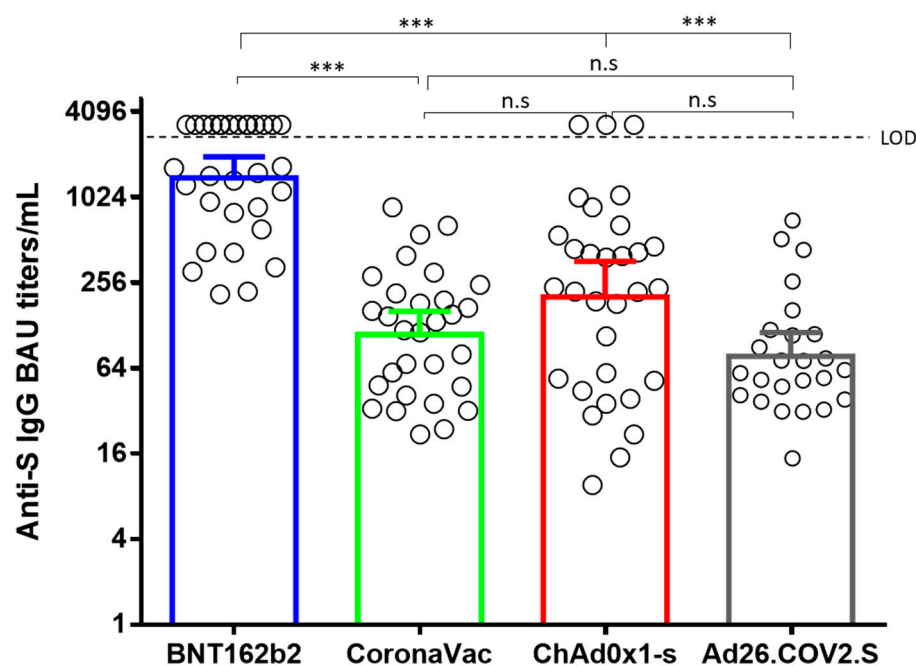 *** ***
*** n.s
n.s n.s
4096
LOD
1024
256
64
16
4
1
Anti-S IgG BAU titers/mL
BNT162b2 CoronaVac ChAd0x1-s Ad26.COV2.S